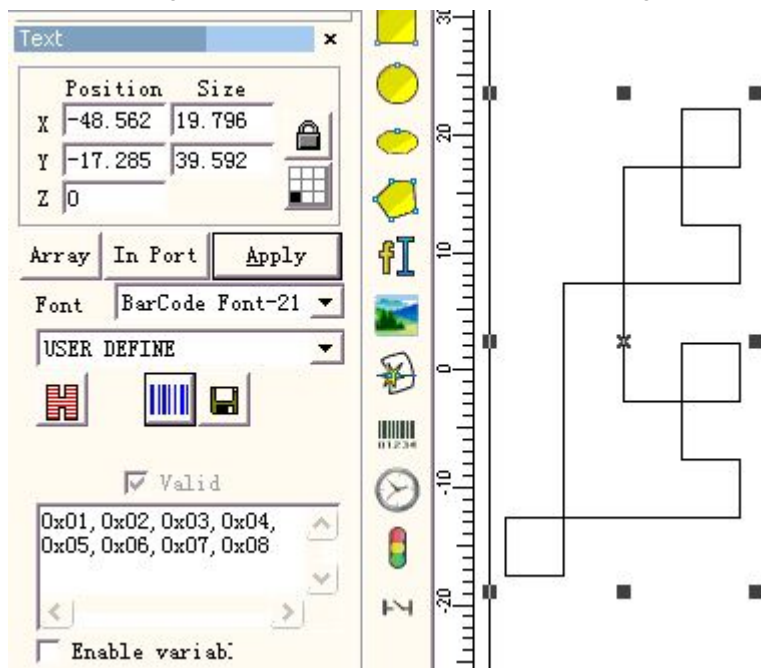 Text
Position Size
X -48.562 19.796
Y -17.285 39.592
Z 0
Array In Port Apply
Font BarCode Font-21
USER DEFINE
Valid
0x01, 0x02, 0x03, 0x04,
0x05, 0x06, 0x07, 0x08
Enable variab
01234
30
20
10
0
-10
-20